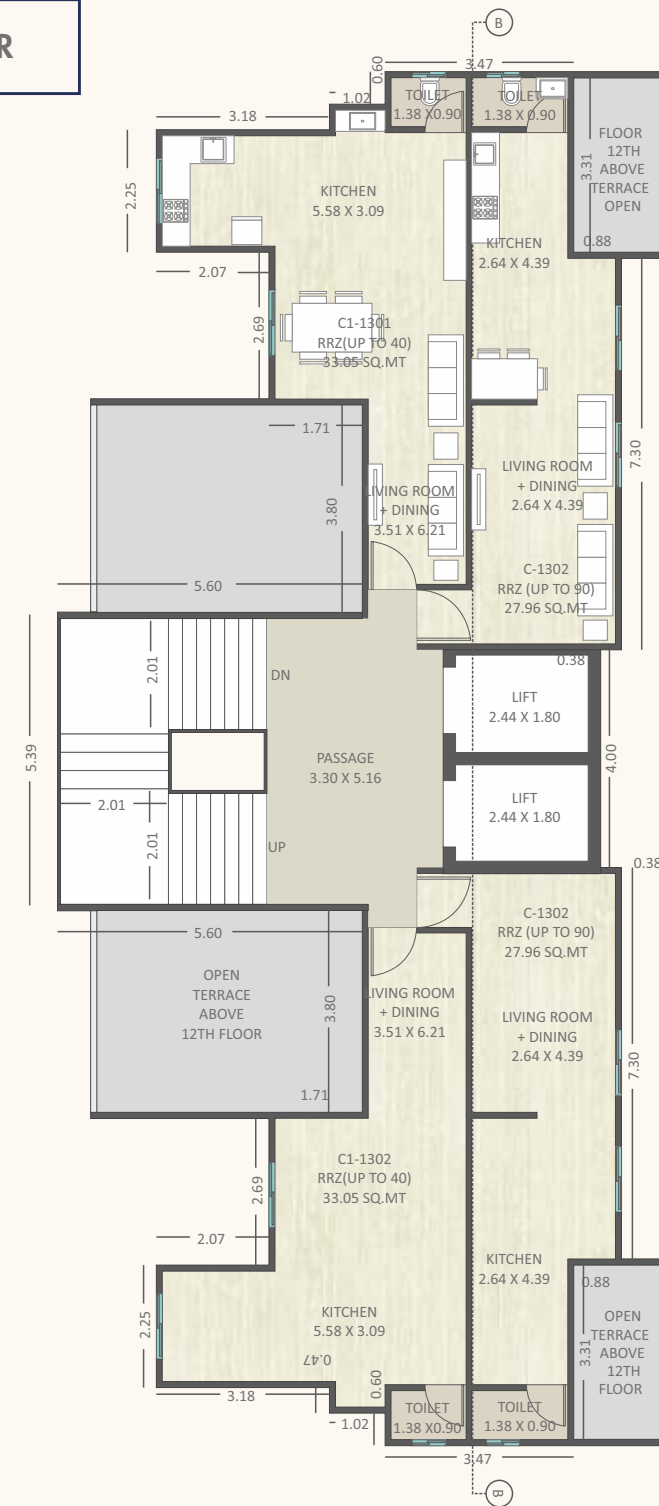 R
B
3.47
0.60
1.02
TOILET
1.38 X0.90
TOILET
1.38 X 0.90
3.18
FLOOR
12TH
ABOVE
TERRACE
OPEN
3.31
0.88
2.25
KITCHEN
5.58 X 3.09
KITCHEN
2.64 X 4.39
2.07
2.69
C1-1301
RRZ(UP TO 40)
33.05 SQ.MT
1.71
3.80
5.60
LIVING ROOM
+ DINING
3.51 X 6.21
LIVING ROOM
+ DINING
2.64 X 4.39
7.30
C-1302
RRZ (UP TO 90)
27.96 SQ.MT
0.38
2.01
DN
LIFT
2.44 X 1.80
5.39
PASSAGE
3.30 X 5.16
4.00
2.01
LIFT
2.44 X 1.80
2.01
UP
0.38
5.60
C-1302
RRZ (UP TO 90)
27.96 SQ.MT
OPEN
TERRACE
ABOVE
12TH FLOOR
3.80
1.71
LIVING ROOM
+ DINING
3.51 X 6.21
LIVING ROOM
+ DINING
2.64 X 4.39
7.30
C1-1302
RRZ(UP TO 40)
33.05 SQ.MT
2.69
2.07
2.25
KITCHEN
2.64 X 4.39
0.88
KITCHEN
5.58 X 3.09
0.47
OPEN
TERRACE
ABOVE
12TH
FLOOR
3.31
0.60
3.18
1.02
TOILET
1.38 X0.90
TOILET
1.38 X 0.90
3.47
B